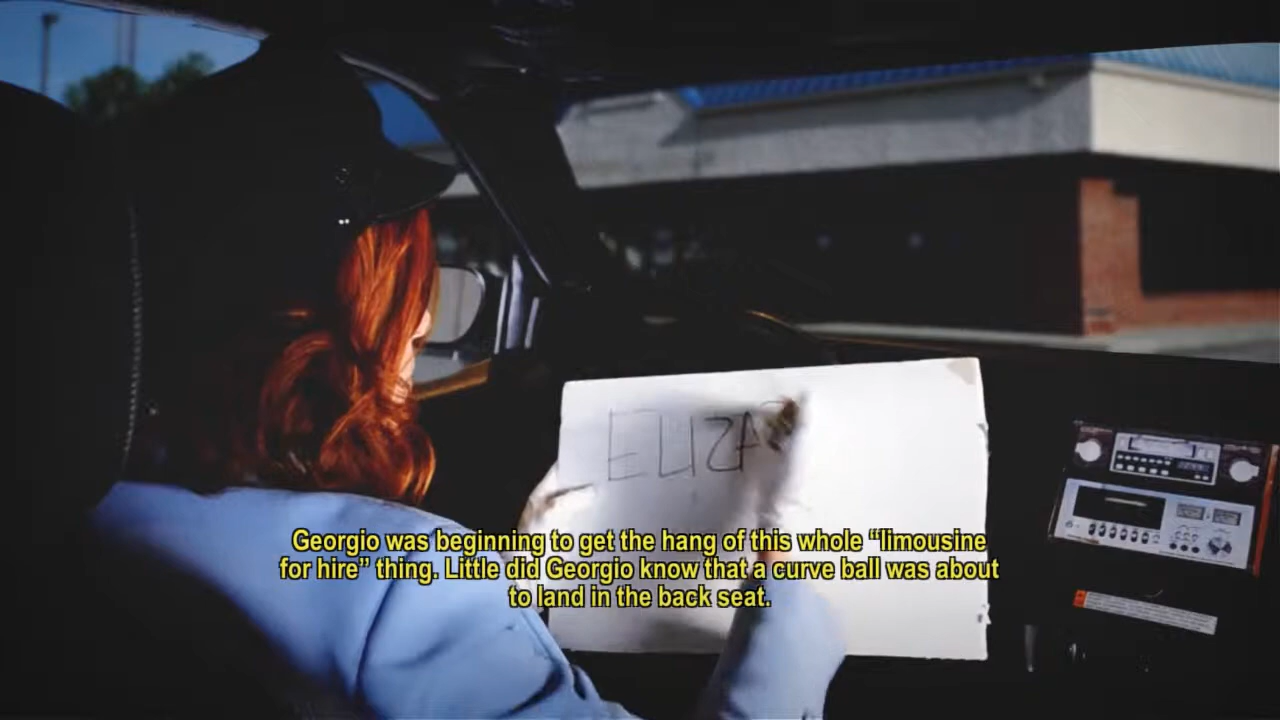 ELIZA
Georgio was beginning to get the hang of this whole “limousine
for hire” thing. Little did Georgio know that a curve ball was about
to land in the back seat.